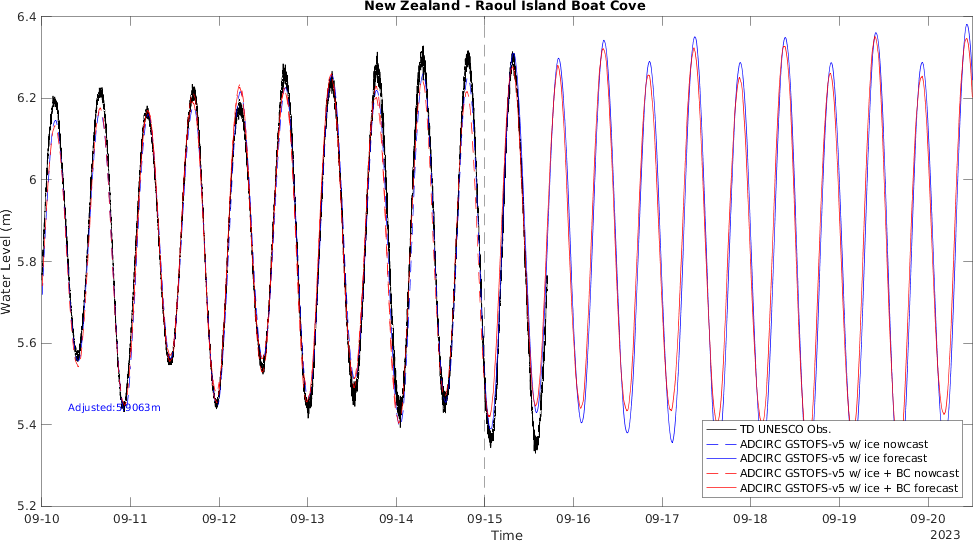 New Zealand - Raoul Island Boat Cove
6.4
6.2
6
5.8
5.6
5.4
5.2
Water Level (m)
Adjusted:5.9063m
TD UNESCO Obs.
ADCIRC GSTOFS-v5 w/ ice nowcast
ADCIRC GSTOFS-v5 w/ ice forecast
ADCIRC GSTOFS-v5 w/ ice + BC nowcast
ADCIRC GSTOFS-v5 w/ ice + BC forecast
09-10 09-11 09-12 09-13 09-14 09-15 09-16 09-17 09-18 09-19 09-20
Time
2023